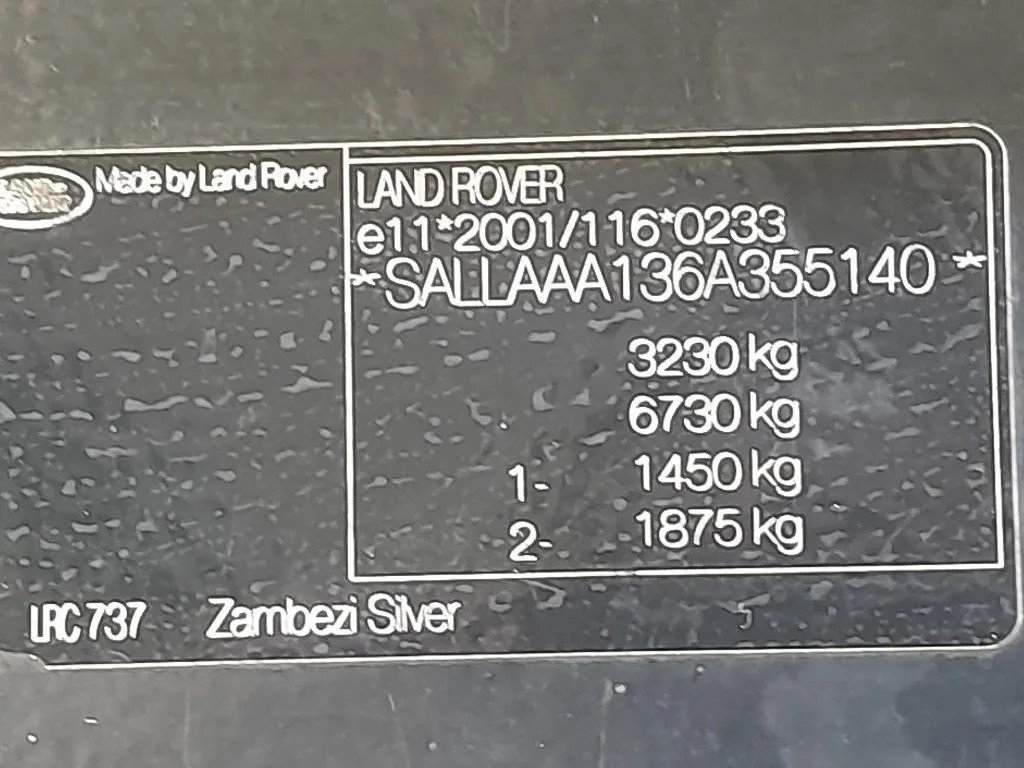 Made by Land Rover
LAND ROVER
e11*2001/116*0233
*SALLAAA136A355140*
3230 kg
6730 kg
1- 1450 kg
2- 1875 kg
LRC 737 Zambezi Silver